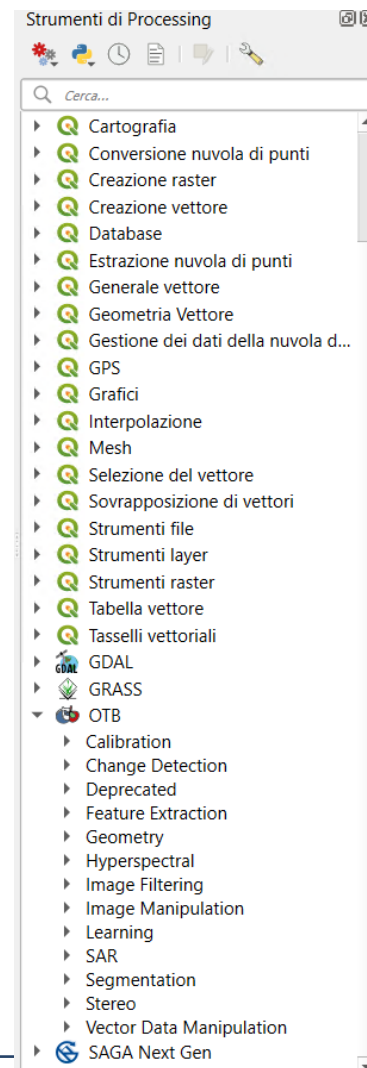 Strumenti di Processing
Cerca...
Cartografia
Conversione nuvola di punti
Creazione raster
Creazione vettore
Database
Estrazione nuvola di punti
Generale vettore
Geometria Vettore
Gestione dei dati della nuvola d...
GPS
Grafici
Interpolazione
Mesh
Selezione del vettore
Sovrapposizione di vettori
Strumenti file
Strumenti layer
Strumenti raster
Tabella vettore
Tasselli vettoriali
GDAL GDAL
GRASS
OTB
Calibration
Change Detection
Deprecated
Feature Extraction
Geometry
Hyperspectral
Image Filtering
Image Manipulation
Learning
SAR
Segmentation
Stereo
Vector Data Manipulation
SAGA Next Gen